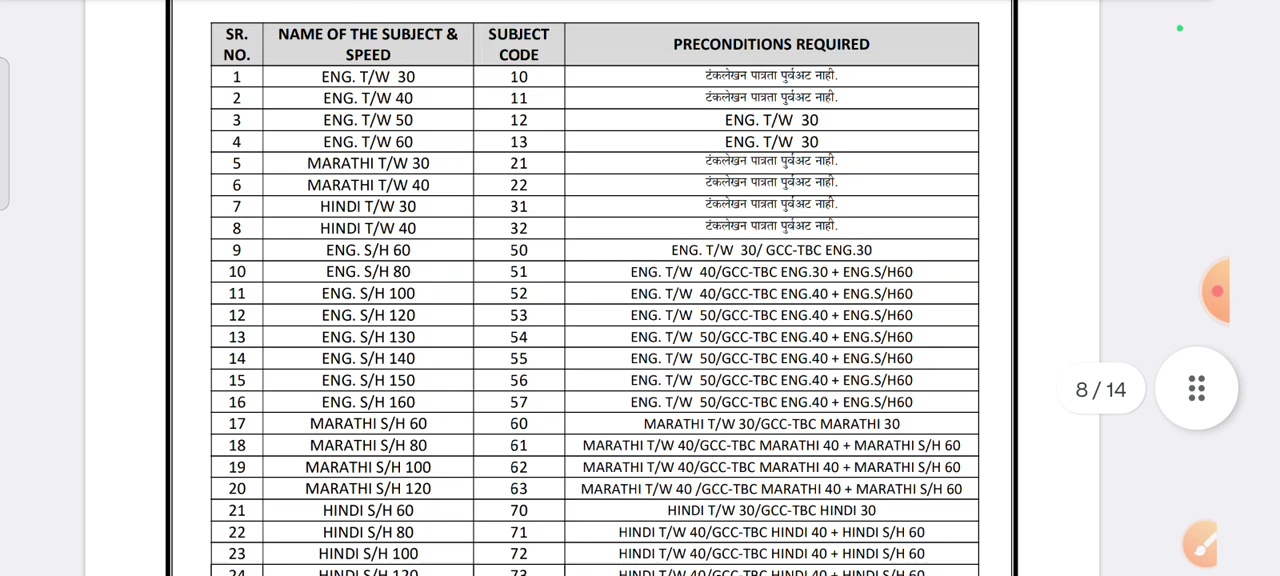 SR. NO. NAME OF THE SUBJECT & SPEED SUBJECT CODE PRECONDITIONS REQUIRED
1 ENG. T/W 30 10 टंकलेखन पात्रता पुर्वअट नाही.
2 ENG. T/W 40 11 टंकलेखन पात्रता पुर्वअट नाही.
3 ENG. T/W 50 12 ENG. T/W 30
4 ENG. T/W 60 13 ENG. T/W 30
5 MARATHI T/W 30 21 टंकलेखन पात्रता पुर्वअट नाही.
6 MARATHI T/W 40 22 टंकलेखन पात्रता पुर्वअट नाही.
7 HINDI T/W 30 31 टंकलेखन पात्रता पुर्वअट नाही.
8 HINDI T/W 40 32 टंकलेखन पात्रता पुर्वअट नाही.
9 ENG. S/H 60 50 ENG. T/W 30/ GCC-TBC ENG.30
10 ENG. S/H 80 51 ENG. T/W 40/GCC-TBC ENG.30 + ENG.S/H60
11 ENG. S/H 100 52 ENG. T/W 40/GCC-TBC ENG.40 + ENG.S/H60
12 ENG. S/H 120 53 ENG. T/W 50/GCC-TBC ENG.40 + ENG.S/H60
13 ENG. S/H 130 54 ENG. T/W 50/GCC-TBC ENG.40 + ENG.S/H60
14 ENG. S/H 140 55 ENG. T/W 50/GCC-TBC ENG.40 + ENG.S/H60
15 ENG. S/H 150 56 ENG. T/W 50/GCC-TBC ENG.40 + ENG.S/H60
16 ENG. S/H 160 57 ENG. T/W 50/GCC-TBC ENG.40 + ENG.S/H60
17 MARATHI S/H 60 60 MARATHI T/W 30/GCC-TBC MARATHI 30
18 MARATHI S/H 80 61 MARATHI T/W 40/GCC-TBC MARATHI 40 + MARATHI S/H 60
19 MARATHI S/H 100 62 MARATHI T/W 40/GCC-TBC MARATHI 40 + MARATHI S/H 60
20 MARATHI S/H 120 63 MARATHI T/W 40 /GCC-TBC MARATHI 40 + MARATHI S/H 60
21 HINDI S/H 60 70 HINDI T/W 30/GCC-TBC HINDI 30
22 HINDI S/H 80 71 HINDI T/W 40/GCC-TBC HINDI 40 + HINDI S/H 60
23 HINDI S/H 100 72 HINDI T/W 40/GCC-TBC HINDI 40 + HINDI S/H 60
24 HINDI S/H 120 73 HINDI T/W 40/GCC-TBC HINDI 40 + HINDI S/H 60
8 / 14